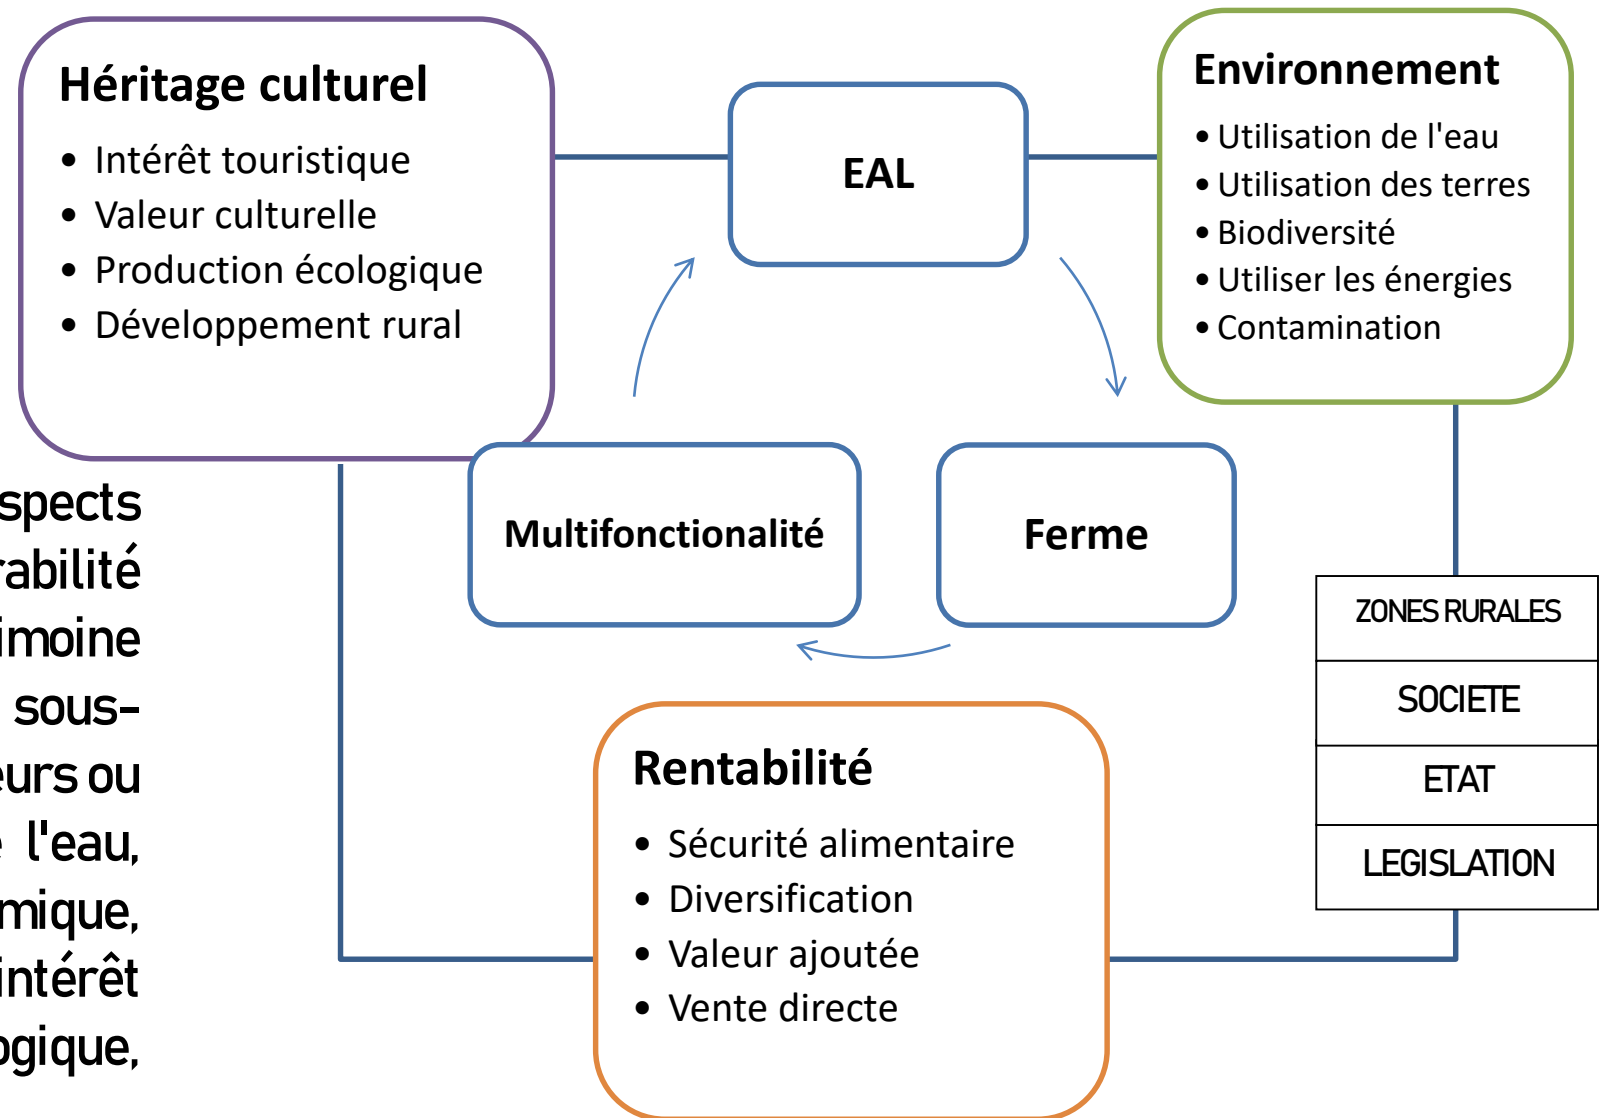 Héritage culturel
• Intérêt touristique
• Valeur culturelle
• Production écologique
• Développement rural
EAL
Environnement
• Utilisation de l'eau
• Utilisation des terres
• Biodiversité
• Utiliser les énergies
• Contamination
Multifonctionalité
Ferme
Rentabilité
• Sécurité alimentaire
• Diversification
• Valeur ajoutée
• Vente directe
ZONES RURALES
SOCIETE
ETAT
LEGISLATION
spects
rabilité
imoine
sous-
eurs ou
e l'eau,
mique,
intérêt
ogique,